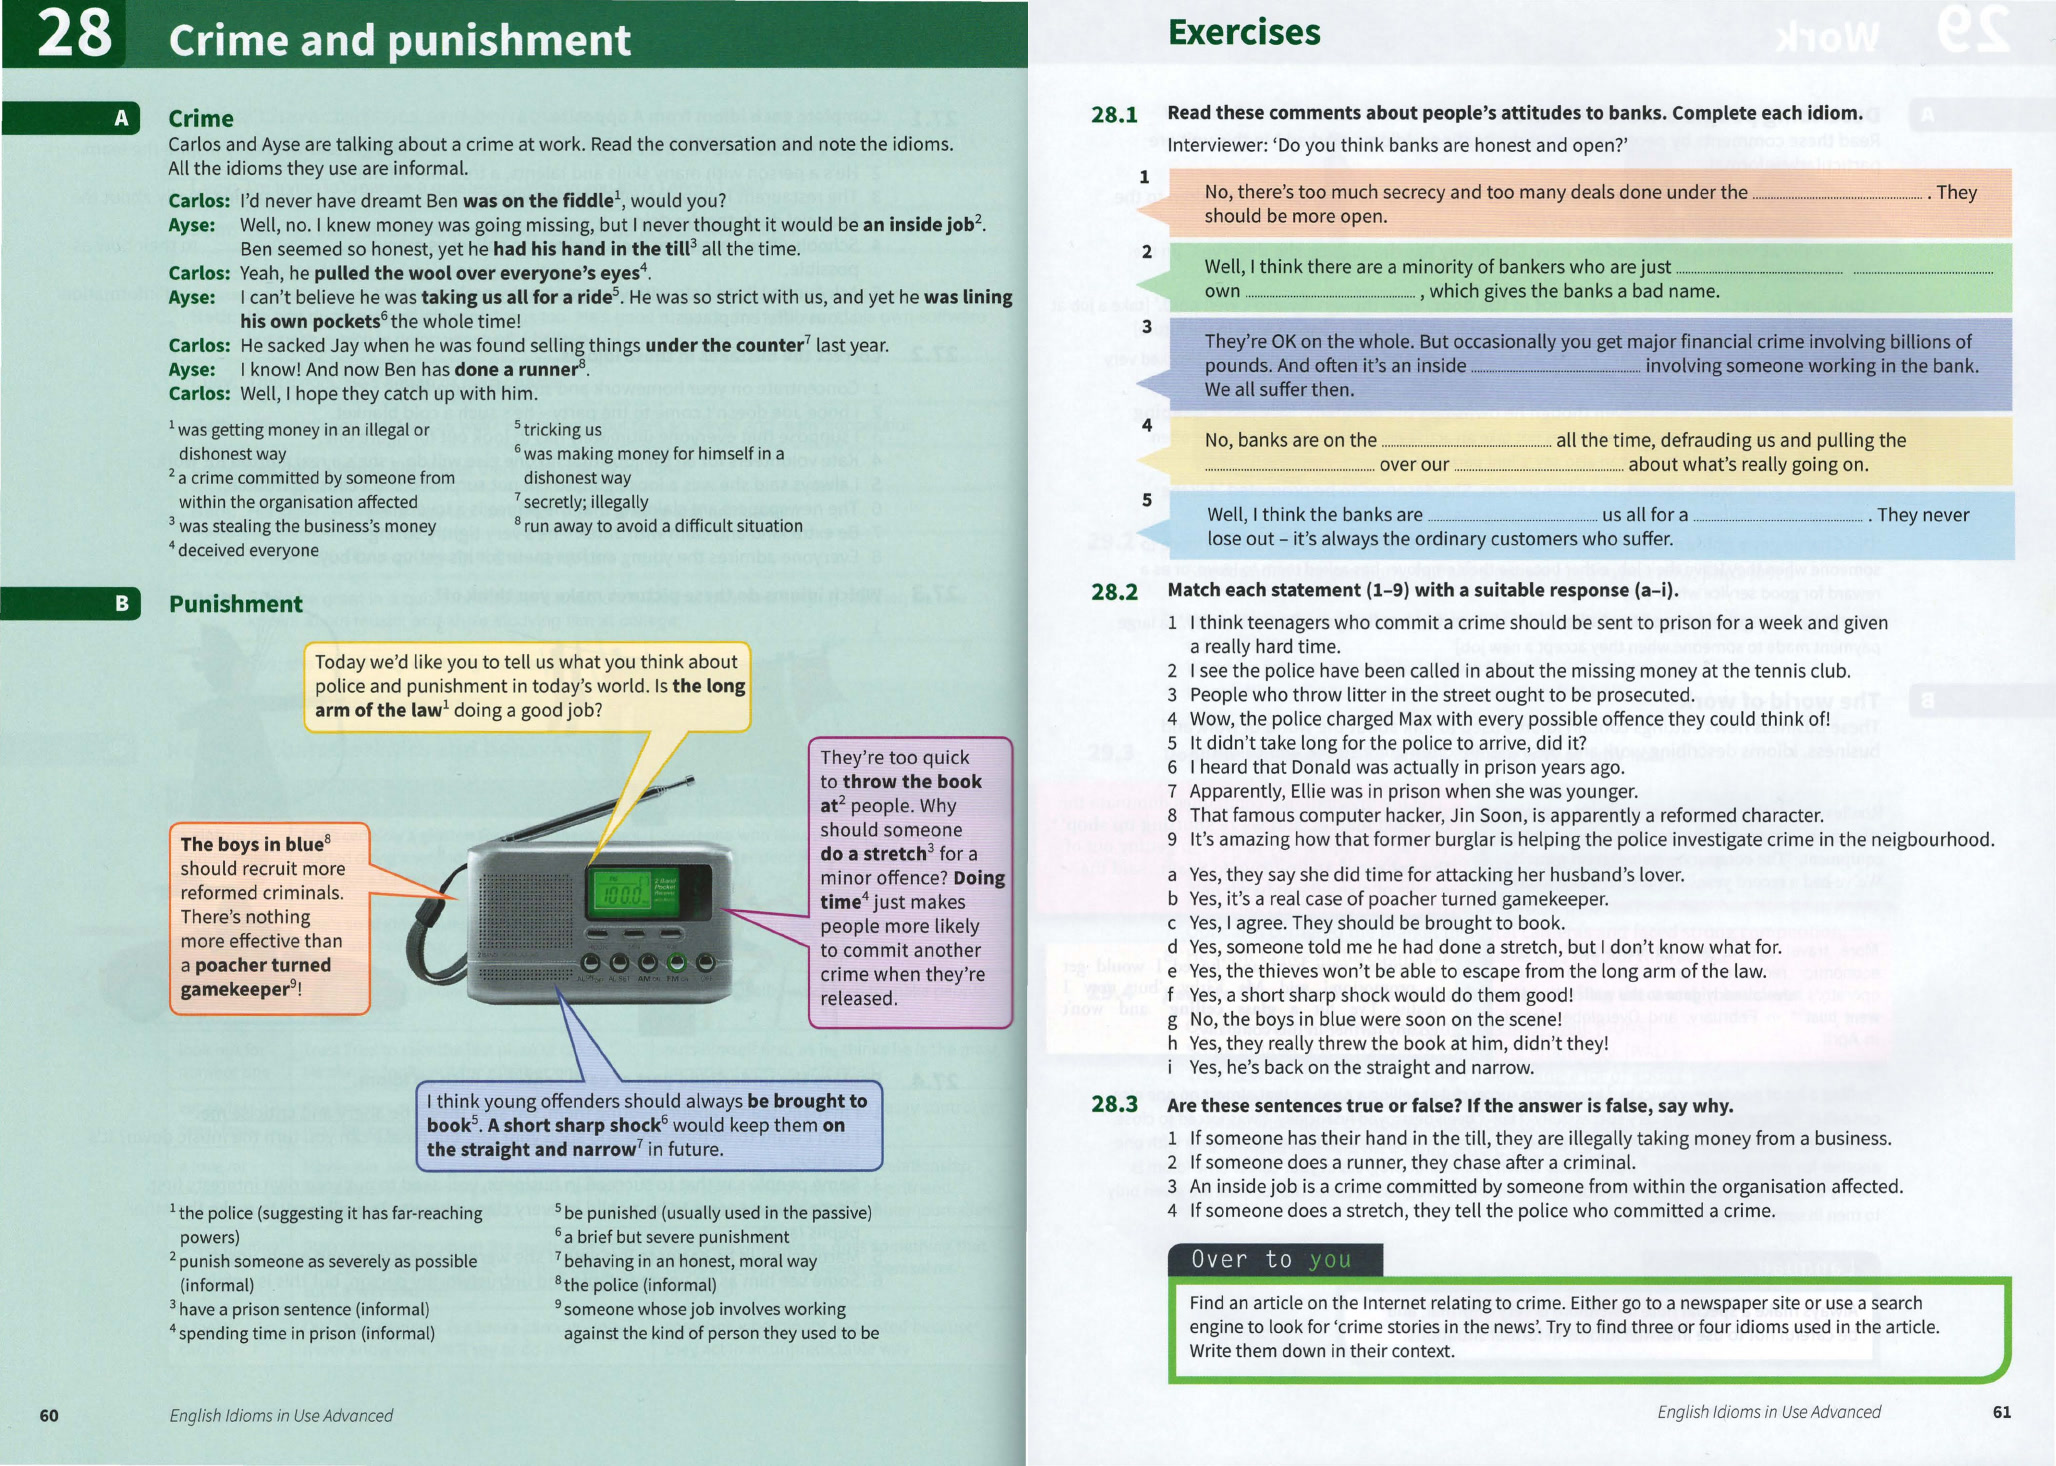 28
Crime and punishment
A
Crime
Carlos and Ayse are talking about a crime at work. Read the conversation and note the idioms.
All the idioms they use are informal.
Carlos: I'd never have dreamt Ben was on the fiddle¹, would you?
Ayse: Well, no. I knew money was going missing, but I never thought it would be an inside job².
Ben seemed so honest, yet he had his hand in the till³ all the time.
Carlos: Yeah, he pulled the wool over everyone's eyes⁴.
Ayse: I can't believe he was taking us all for a ride⁵. He was so strict with us, and yet he was lining
his own pockets⁶ the whole time!
Carlos: He sacked Jay when he was found selling things under the counter⁷ last year.
Ayse: I know! And now Ben has done a runner⁸.
Carlos: Well, I hope they catch up with him.
¹ was getting money in an illegal or
dishonest way
² a crime committed by someone from
within the organisation affected
³ was stealing the business's money
⁴ deceived everyone
⁵ tricking us
⁶ was making money for himself in a
dishonest way
⁷ secretly; illegally
⁸ run away to avoid a difficult situation
B
Punishment
Today we'd like you to tell us what you think about
police and punishment in today's world. Is the long
arm of the law¹ doing a good job?
They're too quick
to throw the book
at² people. Why
should someone
do a stretch³ for a
minor offence? Doing
time⁴ just makes
people more likely
to commit another
crime when they're
released.
The boys in blue⁸
should recruit more
reformed criminals.
There's nothing
more effective than
a poacher turned
gamekeeper⁹!
I think young offenders should always be brought to
book⁵. A short sharp shock⁶ would keep them on
the straight and narrow⁷ in future.
¹ the police (suggesting it has far-reaching
powers)
² punish someone as severely as possible
(informal)
³ have a prison sentence (informal)
⁴ spending time in prison (informal)
⁵ be punished (usually used in the passive)
⁶ a brief but severe punishment
⁷ behaving in an honest, moral way
⁸ the police (informal)
⁹ someone whose job involves working
against the kind of person they used to be
60
English Idioms in Use Advanced
Exercises
28.1 Read these comments about people's attitudes to banks. Complete each idiom.
Interviewer: 'Do you think banks are honest and open?'
1
No, there's too much secrecy and too many deals done under the .................... . They
should be more open.
2
Well, I think there are a minority of bankers who are just .................... ....................
own .................... , which gives the banks a bad name.
3
They're OK on the whole. But occasionally you get major financial crime involving billions of
pounds. And often it's an inside .................... involving someone working in the bank.
We all suffer then.
4
No, banks are on the .................... all the time, defrauding us and pulling the
.................... over our .................... about what's really going on.
5
Well, I think the banks are .................... us all for a .................... . They never
lose out – it's always the ordinary customers who suffer.
28.2 Match each statement (1–9) with a suitable response (a–i).
1 I think teenagers who commit a crime should be sent to prison for a week and given
a really hard time.
2 I see the police have been called in about the missing money at the tennis club.
3 People who throw litter in the street ought to be prosecuted.
4 Wow, the police charged Max with every possible offence they could think of!
5 It didn't take long for the police to arrive, did it?
6 I heard that Donald was actually in prison years ago.
7 Apparently, Ellie was in prison when she was younger.
8 That famous computer hacker, Jin Soon, is apparently a reformed character.
9 It's amazing how that former burglar is helping the police investigate crime in the neigbourhood.
a Yes, they say she did time for attacking her husband's lover.
b Yes, it's a real case of poacher turned gamekeeper.
c Yes, I agree. They should be brought to book.
d Yes, someone told me he had done a stretch, but I don't know what for.
e Yes, the thieves won't be able to escape from the long arm of the law.
f Yes, a short sharp shock would do them good!
g No, the boys in blue were soon on the scene!
h Yes, they really threw the book at him, didn't they!
i Yes, he's back on the straight and narrow.
28.3 Are these sentences true or false? If the answer is false, say why.
1 If someone has their hand in the till, they are illegally taking money from a business.
2 If someone does a runner, they chase after a criminal.
3 An inside job is a crime committed by someone from within the organisation affected.
4 If someone does a stretch, they tell the police who committed a crime.
Over to you
Find an article on the Internet relating to crime. Either go to a newspaper site or use a search
engine to look for 'crime stories in the news'. Try to find three or four idioms used in the article.
Write them down in their context.
English Idioms in Use Advanced
61